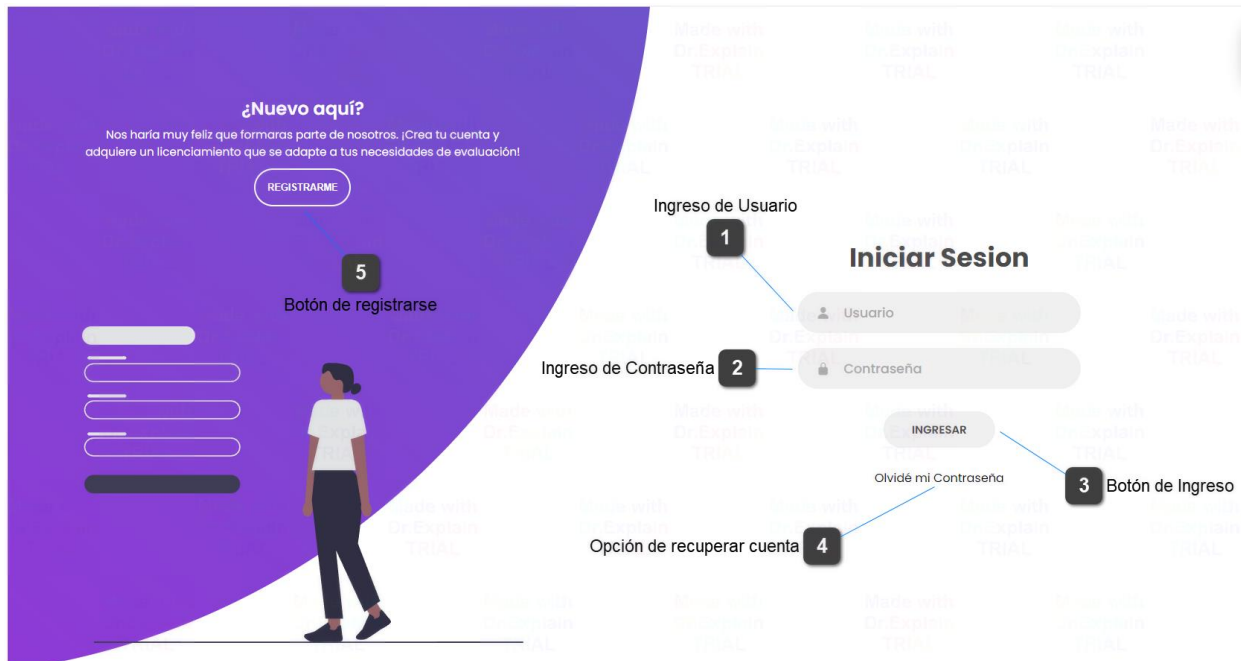 ¿Nuevo aquí?
Nos haría muy feliz que formaras parte de nosotros. ¡Crea tu cuenta y
adquiere un licenciamiento que se adapte a tus necesidades de evaluación!
REGISTRARME
5
Botón de registrarse
Ingreso de Usuario
1
Iniciar Sesion
Usuario
Ingreso de Contraseña 2
Contraseña
INGRESAR
Olvidé mi Contraseña
3 Botón de Ingreso
Opción de recuperar cuenta 4
Made with
Dr.Explain
TRIAL